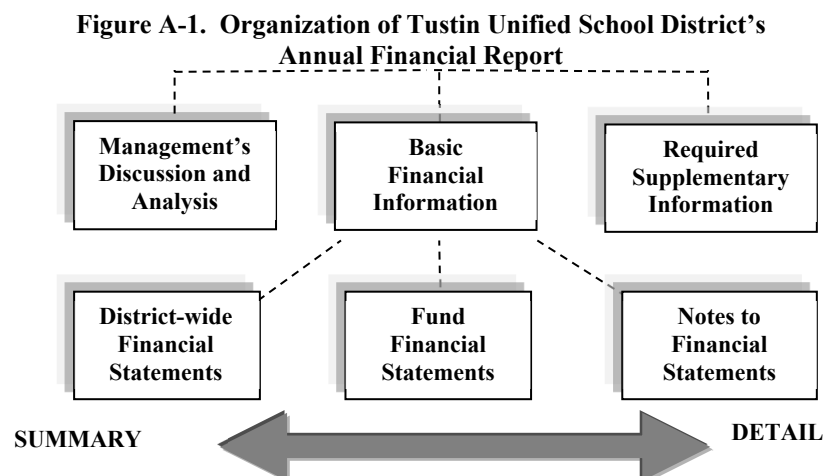 Figure A-1. Organization of Tustin Unified School District's
Annual Financial Report
Management's
Discussion and
Analysis
Basic
Financial
Information
Required
Supplementary
Information
District-wide
Financial
Statements
Fund
Financial
Statements
Notes to
Financial
Statements
SUMMARY
DETAIL